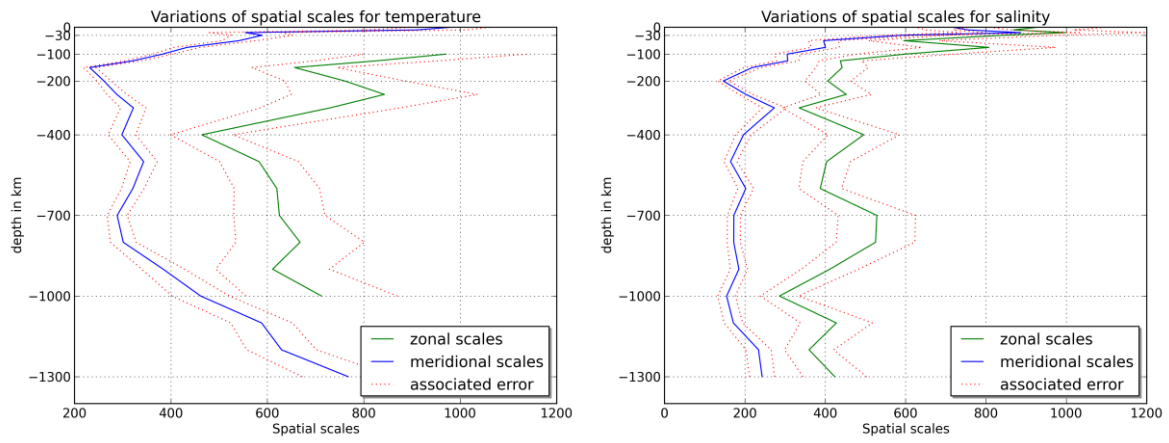 Variations of spatial scales for temperature
0
−30
−100
−200
−400
−700
−1000
−1300
depth in km
200
400
600
800
1000
1200
Spatial scales
zonal scales
meridional scales
associated error
Variations of spatial scales for salinity
0
−30
−100
−200
−400
−700
−1000
−1300
depth in km
0
200
400
600
800
1000
1200
Spatial scales
zonal scales
meridional scales
associated error